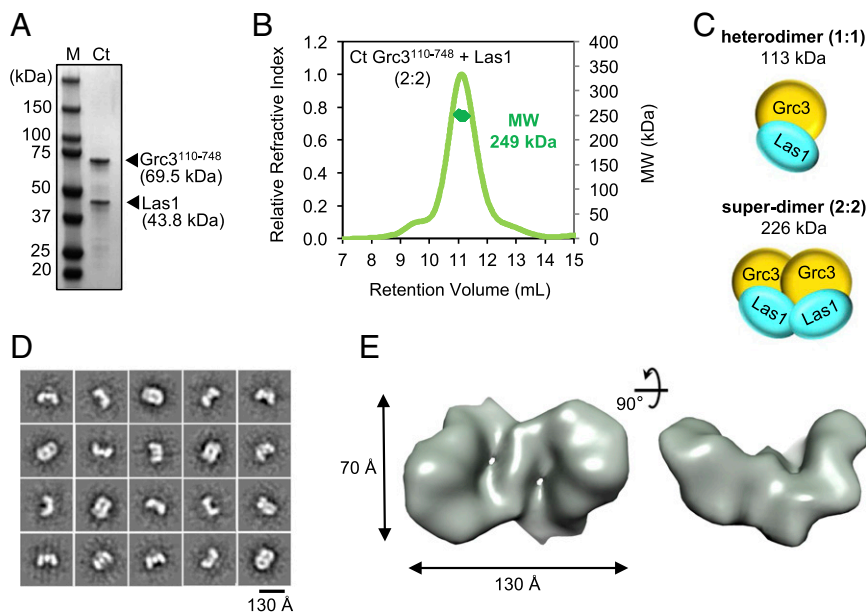 A
M Ct
(kDa)
150
100
75
50
37
25
20
Grc3110-748
(69.5 kDa)
Las1
(43.8 kDa)
B
Relative Refractive Index
1.2
1.0
0.8
0.6
0.4
0.2
0.0
Ct Grc3110-748 + Las1
(2:2)
MW
249 kDa
400
350
300
250
200
150
100
50
0
MW (kDa)
7 8 9 10 11 12 13 14 15
Retention Volume (mL)
C
heterodimer (1:1)
113 kDa
Grc3
Las1
super-dimer (2:2)
226 kDa
Grc3 Grc3
Las1 Las1
D
130 Å
E
70 Å
130 Å
90°